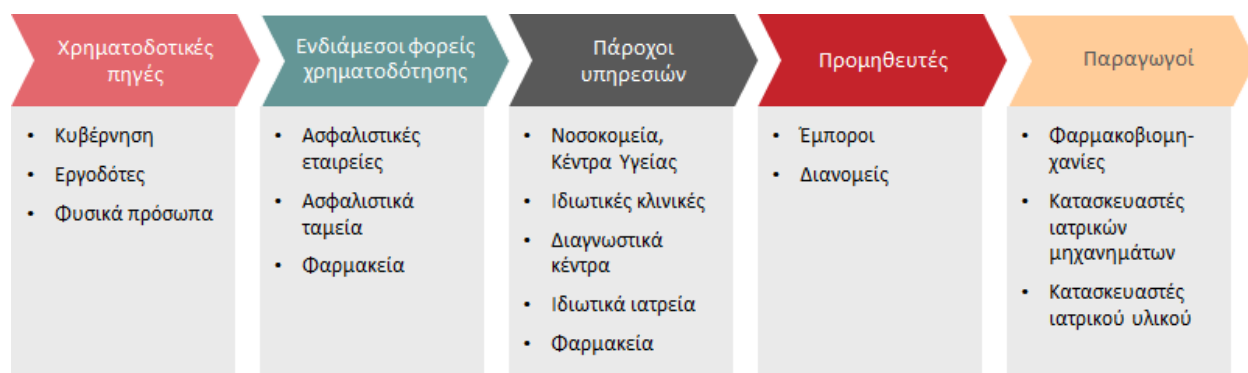 Χρηματοδοτικές
πηγές
Ενδιάμεσοι φορείς
χρηματοδότησης
Πάροχοι
υπηρεσιών
Προμηθευτές
Παραγωγοί
• Κυβέρνηση
• Εργοδότες
• Φυσικά πρόσωπα
• Ασφαλιστικές
εταιρείες
• Ασφαλιστικά
ταμεία
• Φαρμακεία
• Νοσοκομεία,
Κέντρα Υγείας
• Ιδιωτικές κλινικές
• Διαγνωστικά
κέντρα
• Ιδιωτικά ιατρεία
• Φαρμακεία
• Έμποροι
• Διανομείς
• Φαρμακοβιομη-
χανίες
• Κατασκευαστές
ιατρικών
μηχανημάτων
• Κατασκευαστές
ιατρικού υλικού